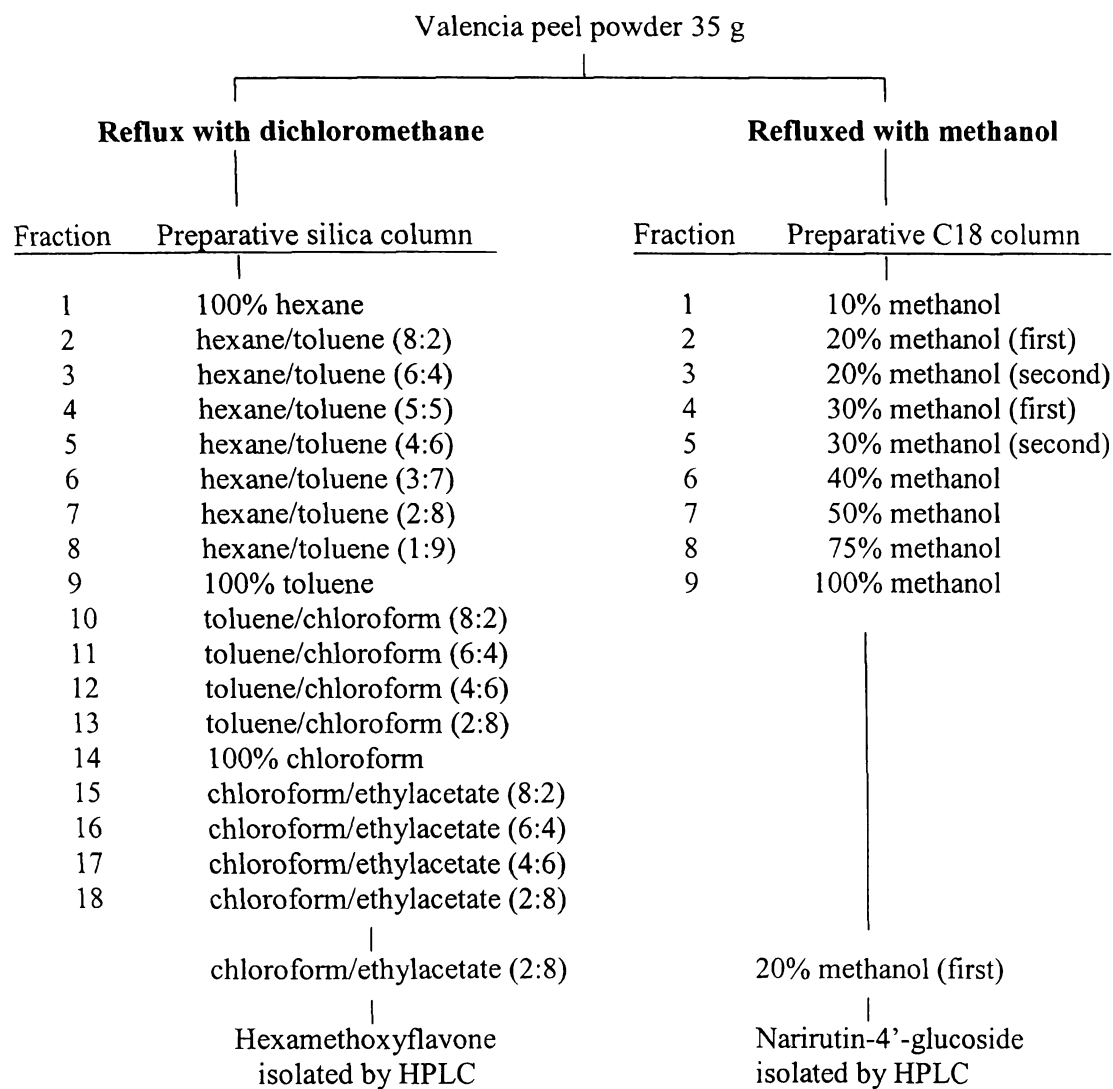 Valencia peel powder 35 g
Reflux with dichloromethane
Refluxed with methanol
Fraction Preparative silica column
1 100% hexane
2 hexane/toluene (8:2)
3 hexane/toluene (6:4)
4 hexane/toluene (5:5)
5 hexane/toluene (4:6)
6 hexane/toluene (3:7)
7 hexane/toluene (2:8)
8 hexane/toluene (1:9)
9 100% toluene
10 toluene/chloroform (8:2)
11 toluene/chloroform (6:4)
12 toluene/chloroform (4:6)
13 toluene/chloroform (2:8)
14 100% chloroform
15 chloroform/ethylacetate (8:2)
16 chloroform/ethylacetate (6:4)
17 chloroform/ethylacetate (4:6)
18 chloroform/ethylacetate (2:8)
chloroform/ethylacetate (2:8)
Hexamethoxyflavone
isolated by HPLC
Fraction Preparative C18 column
1 10% methanol
2 20% methanol (first)
3 20% methanol (second)
4 30% methanol (first)
5 30% methanol (second)
6 40% methanol
7 50% methanol
8 75% methanol
9 100% methanol
20% methanol (first)
Narirutin-4’-glucoside
isolated by HPLC